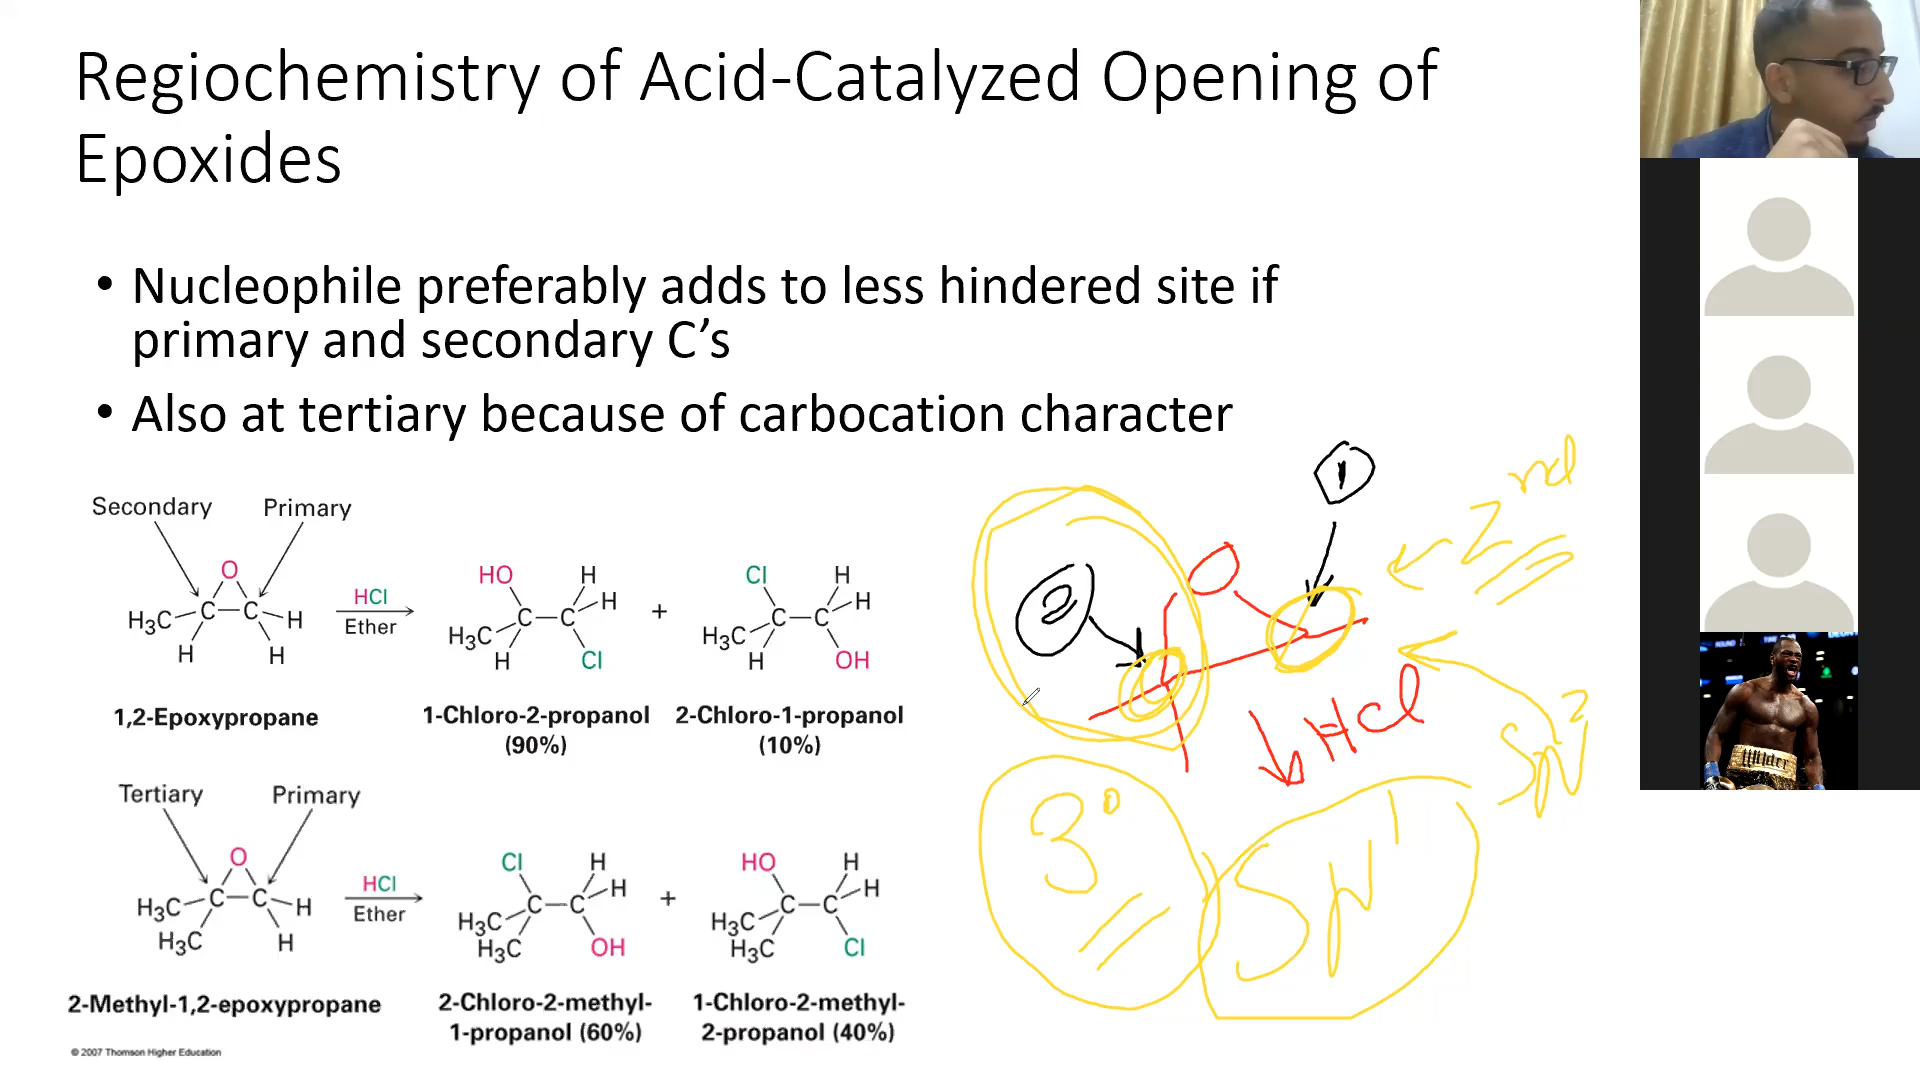 Regiochemistry of Acid-Catalyzed Opening of
Epoxides
• Nucleophile preferably adds to less hindered site if
primary and secondary C’s
• Also at tertiary because of carbocation character
Secondary Primary
O
H₃C C C H
H H
HCl
Ether
HO H
H
C C
H₃C
H Cl
+
Cl H
H
C C
H₃C
H OH
1,2-Epoxypropane
1-Chloro-2-propanol
(90%)
2-Chloro-1-propanol
(10%)
Tertiary Primary
O
H₃C C C H
H₃C H
HCl
Ether
Cl H
H
C C
H₃C
H₃C OH
+
HO H
H
C C
H₃C
H₃C Cl
2-Methyl-1,2-epoxypropane
2-Chloro-2-methyl-
1-propanol (60%)
1-Chloro-2-methyl-
2-propanol (40%)
© 2007 Thomson Higher Education
1
2nd
2
O
HCl
SN2
3°
SN1
Wilder